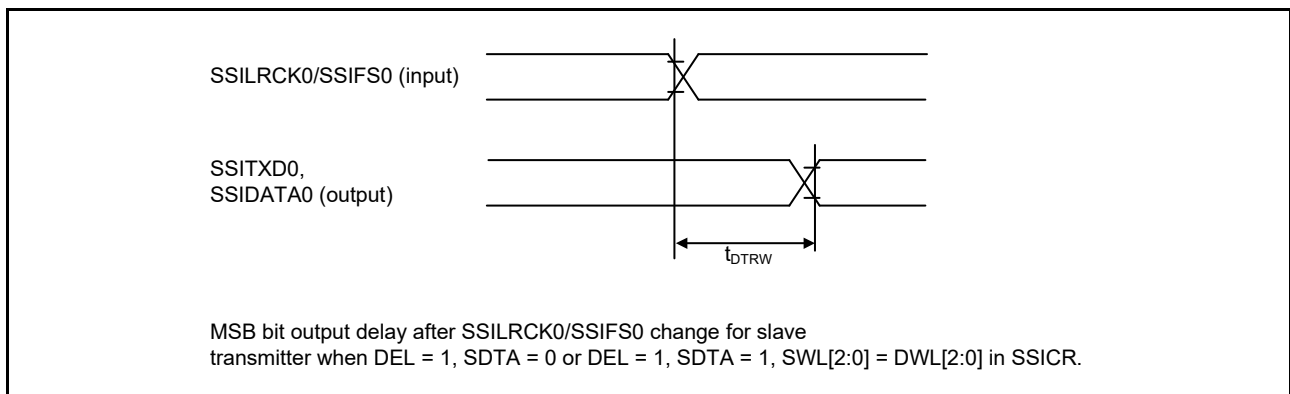 SSILRCK0/SSIFS0 (input)
SSITXD0,
SSIDATA0 (output)
tDTRW
MSB bit output delay after SSILRCK0/SSIFS0 change for slave
transmitter when DEL = 1, SDTA = 0 or DEL = 1, SDTA = 1, SWL[2:0] = DWL[2:0] in SSICR.